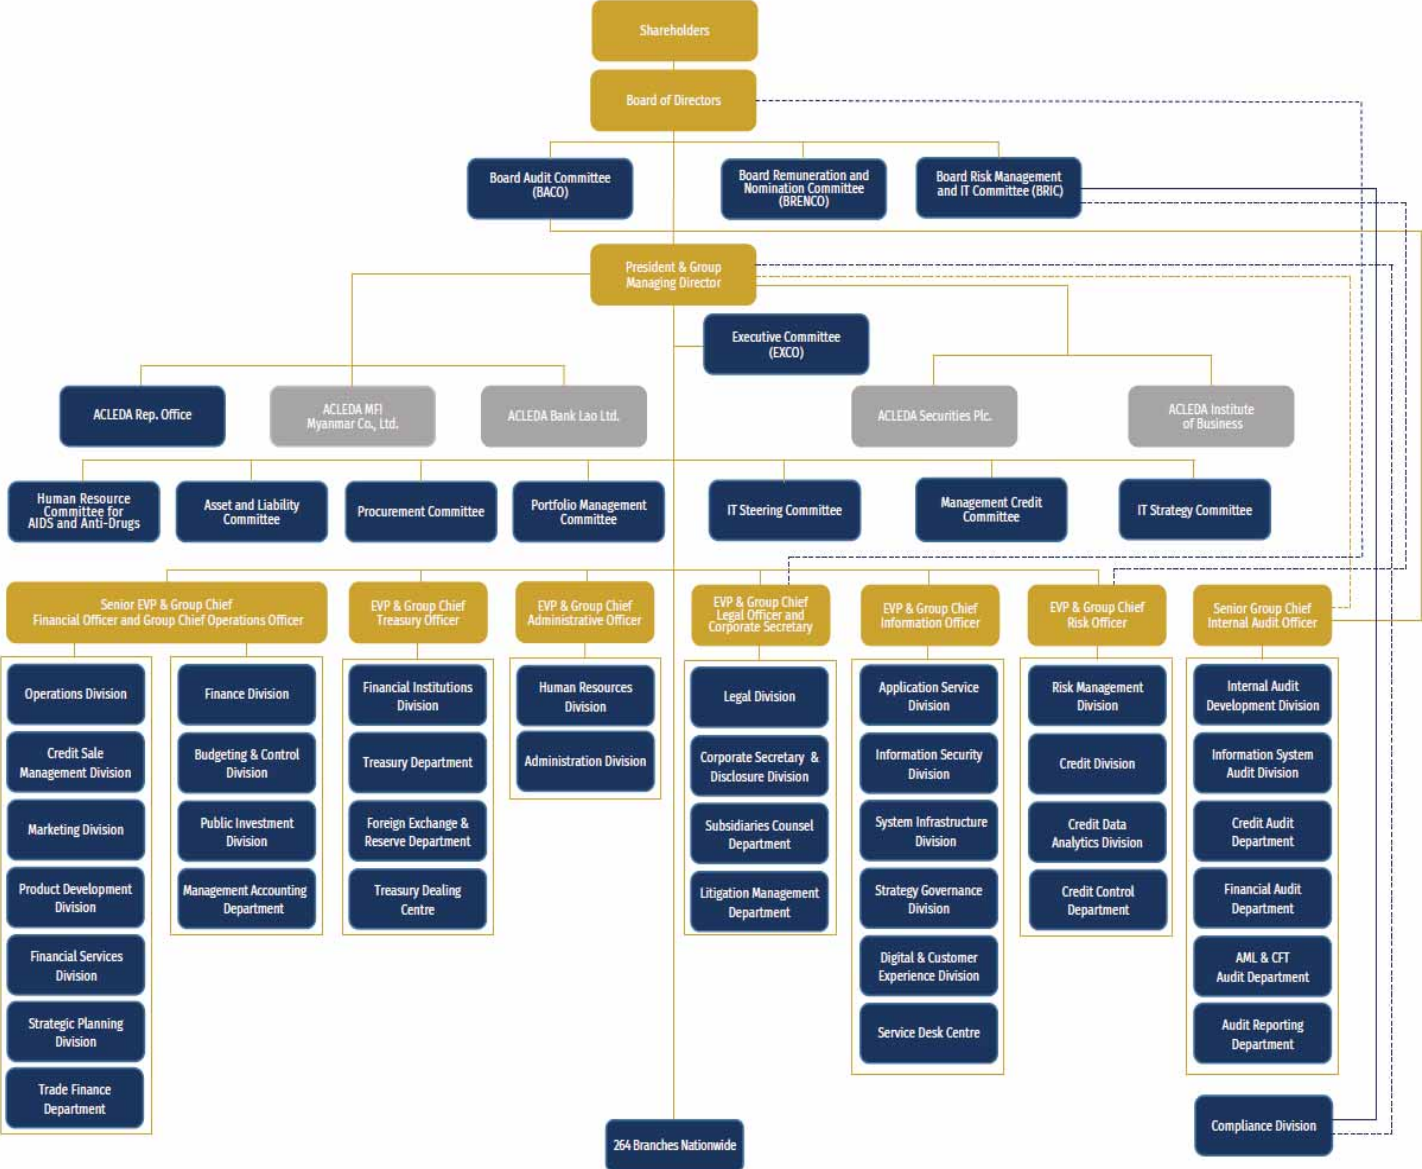 Shareholders
Board of Directors
Board Audit Committee
(BACO)
Board Remuneration and
Nomination Committee
(BRENCO)
Board Risk Management
and IT Committee (BRIC)
President & Group
Managing Director
Executive Committee
(EXCO)
ACLEDA Rep. Office
ACLEDA MFI
Myanmar Co., Ltd.
ACLEDA Bank Lao Ltd.
ACLEDA Securities Plc.
ACLEDA Institute
of Business
Human Resource
Committee for
AIDS and Anti-Drugs
Asset and Liability
Committee
Procurement Committee
Portfolio Management
Committee
IT Steering Committee
Management Credit
Committee
IT Strategy Committee
Senior EVP & Group Chief
Financial Officer and Group Chief Operations Officer
EVP & Group Chief
Treasury Officer
EVP & Group Chief
Administrative Officer
EVP & Group Chief
Legal Officer and
Corporate Secretary
EVP & Group Chief
Information Officer
EVP & Group Chief
Risk Officer
Senior Group Chief
Internal Audit Officer
Operations Division
Credit Sale
Management Division
Marketing Division
Product Development
Division
Financial Services
Division
Strategic Planning
Division
Trade Finance
Department
Finance Division
Budgeting & Control
Division
Public Investment
Division
Management Accounting
Department
Financial Institutions
Division
Treasury Department
Foreign Exchange &
Reserve Department
Treasury Dealing
Centre
Human Resources
Division
Administration Division
Legal Division
Corporate Secretary &
Disclosure Division
Subsidiaries Counsel
Department
Litigation Management
Department
Application Service
Division
Information Security
Division
System Infrastructure
Division
Strategy Governance
Division
Digital & Customer
Experience Division
Service Desk Centre
Risk Management
Division
Credit Division
Credit Data
Analytics Division
Credit Control
Department
Internal Audit
Development Division
Information System
Audit Division
Credit Audit
Department
Financial Audit
Department
AML & CFT
Audit Department
Audit Reporting
Department
Compliance Division
264 Branches Nationwide